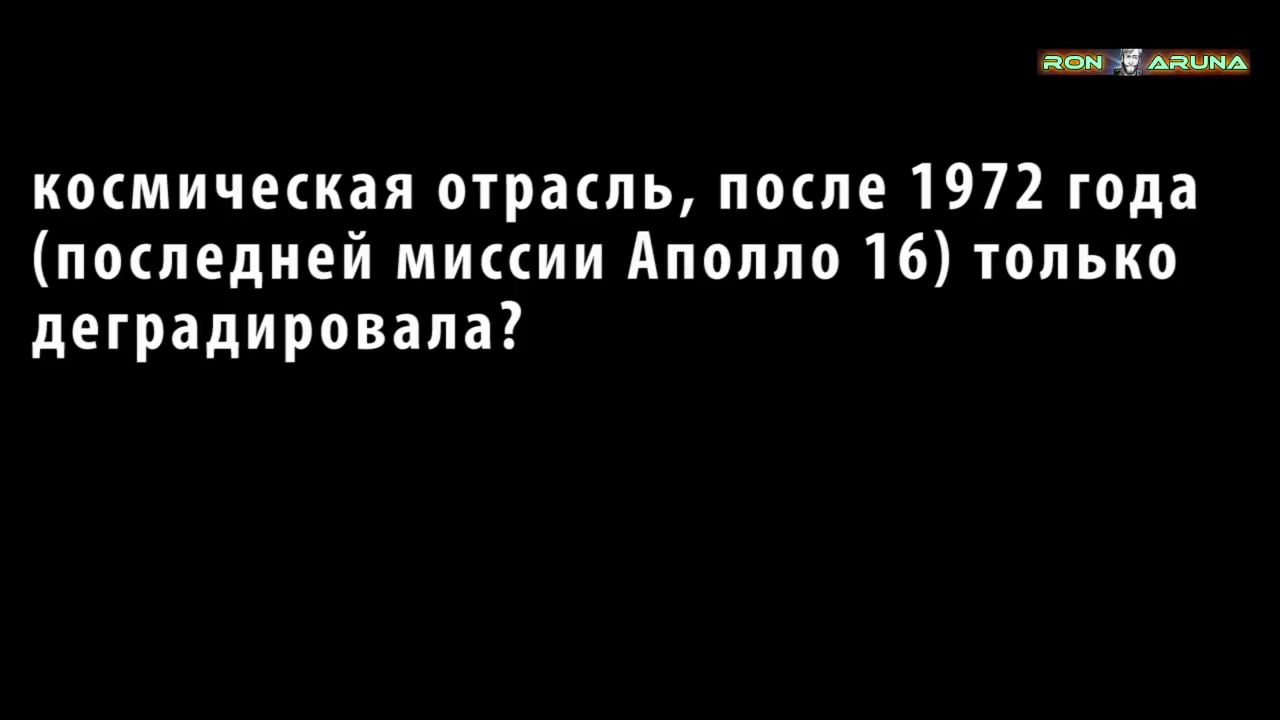 RON ARUNA
космическая отрасль, после 1972 года
(последней миссии Аполло 16) только
деградировала?